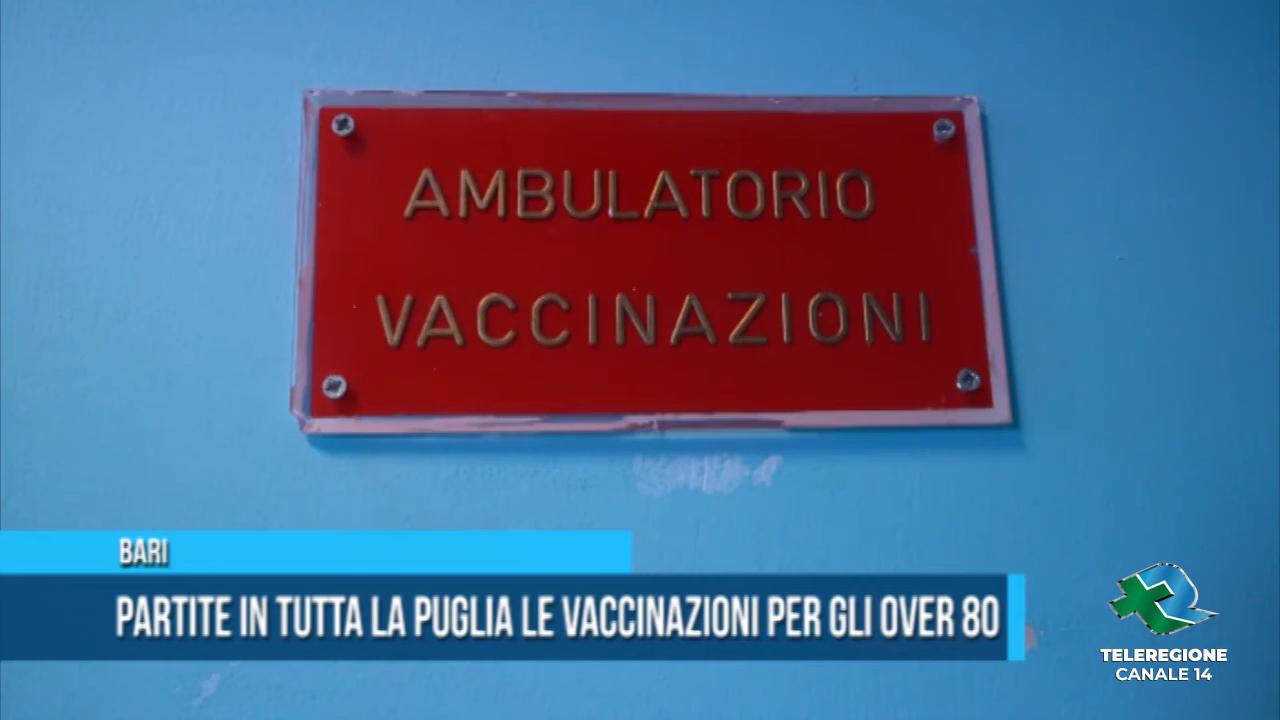 AMBULATORIO
VACCINAZIONI
BARI
PARTITE IN TUTTA LA PUGLIA LE VACCINAZIONI PER GLI OVER 80
TELEREGIONE
CANALE 14